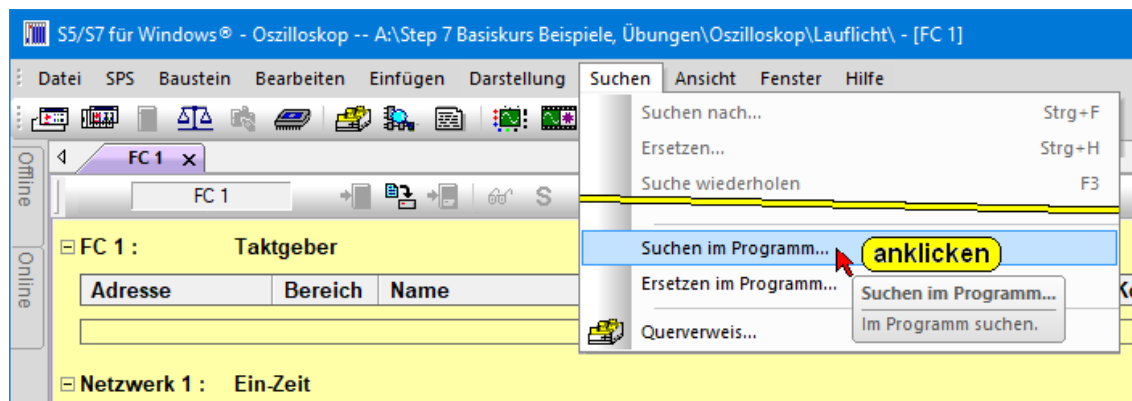 S5/S7 für Windows® - Oszilloskop -- A:\Step 7 Basiskurs Beispiele, Übungen\Oszilloskop\Lauflicht\ - [FC 1]
Datei SPS Baustein Bearbeiten Einfügen Darstellung Suchen Ansicht Fenster Hilfe
Suchen nach... Strg+F
Ersetzen... Strg+H
Suche wiederholen F3
Offline
Online
FC 1 x
FC 1 S
FC 1 : Taktgeber
Adresse Bereich Name
Suchen im Programm... anklicken
Ersetzen im Programm...
Suchen im Programm...
Im Programm suchen.
Querverweis...
Netzwerk 1 : Ein-Zeit